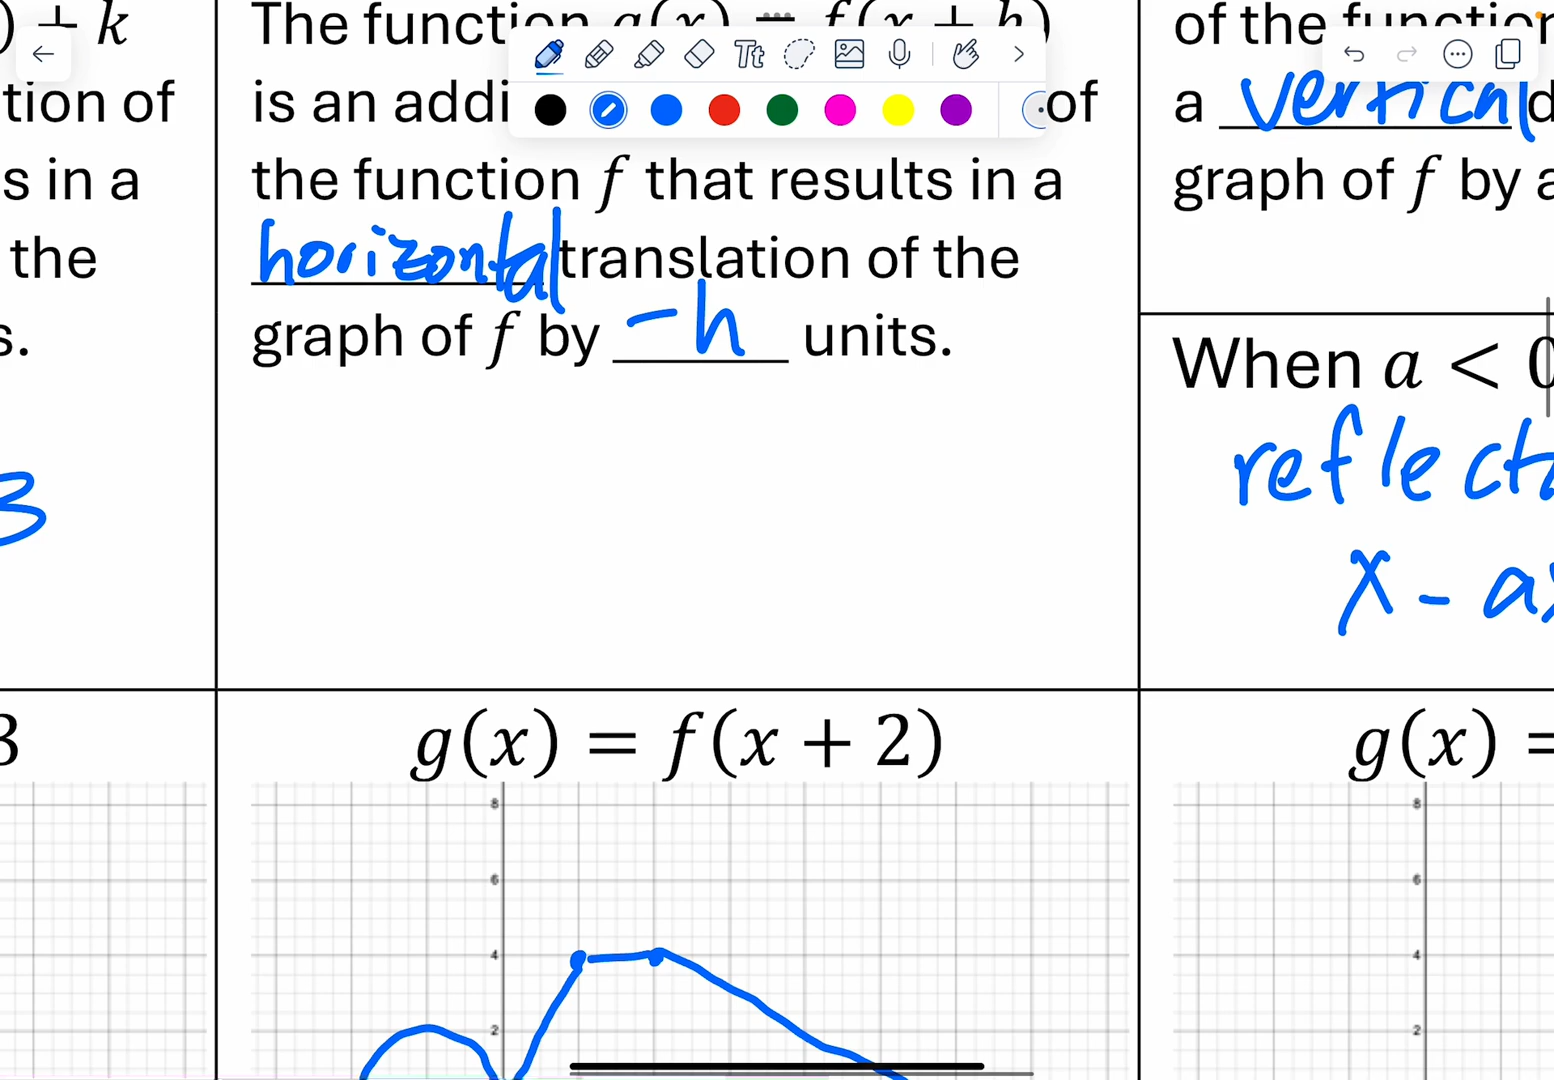 ) + k
tion of
s in a
the
s.
3
The function g(x) = f(x + h)
is an addi of
the function f that results in a
horizontal translation of the
graph of f by -h units.
of the function
a vertical d
graph of f by a
When a < 0
reflect
x - ax
3
g(x) = f(x + 2)
g(x) =
8
6
4
2
8
6
4
2
Tt